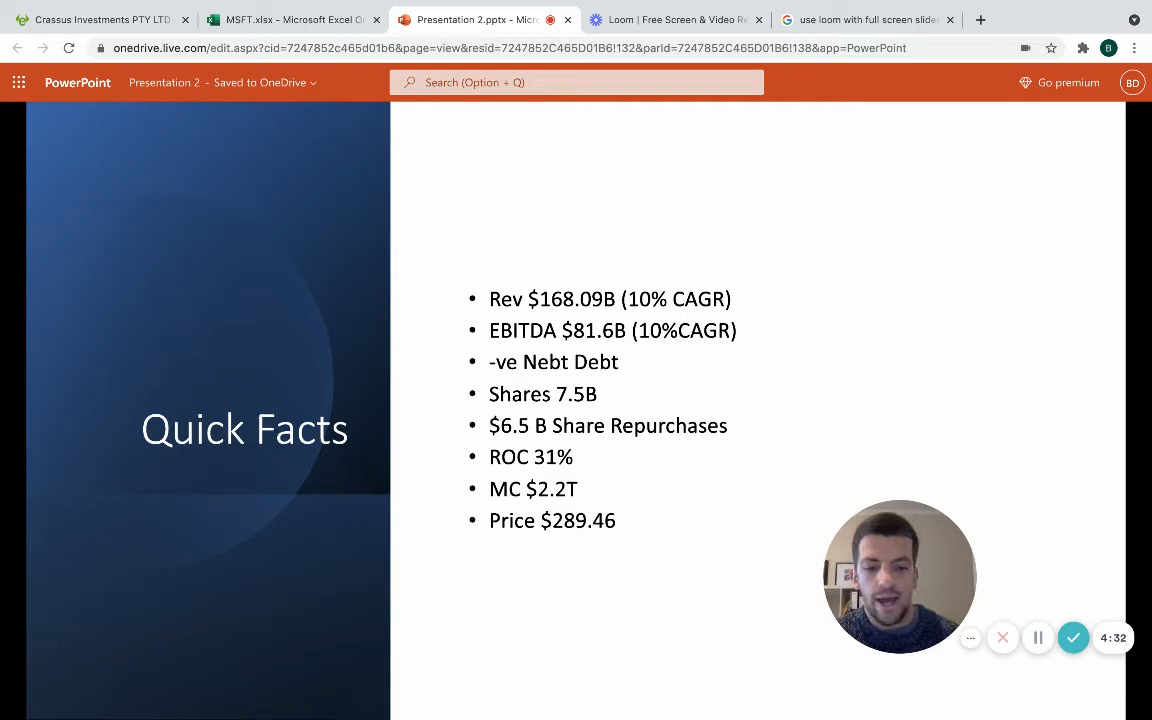 Crassus Investments PTY LTD
MSFT.xlsx - Microsoft Excel On
Presentation 2.pptx - Micro
Loom | Free Screen & Video Re
use loom with full screen slides
onedrive.live.com/edit.aspx?cid=7247852c465d01b6&page=view&resid=7247852C465D01B6!132&parId=7247852C465D01B6!138&app=PowerPoint
B
PowerPoint
Presentation 2 - Saved to OneDrive
Search (Option + Q)
Go premium
BD
Quick Facts
• Rev $168.09B (10% CAGR)
• EBITDA $81.6B (10%CAGR)
• -ve Nebt Debt
• Shares 7.5B
• $6.5 B Share Repurchases
• ROC 31%
• MC $2.2T
• Price $289.46
4:32